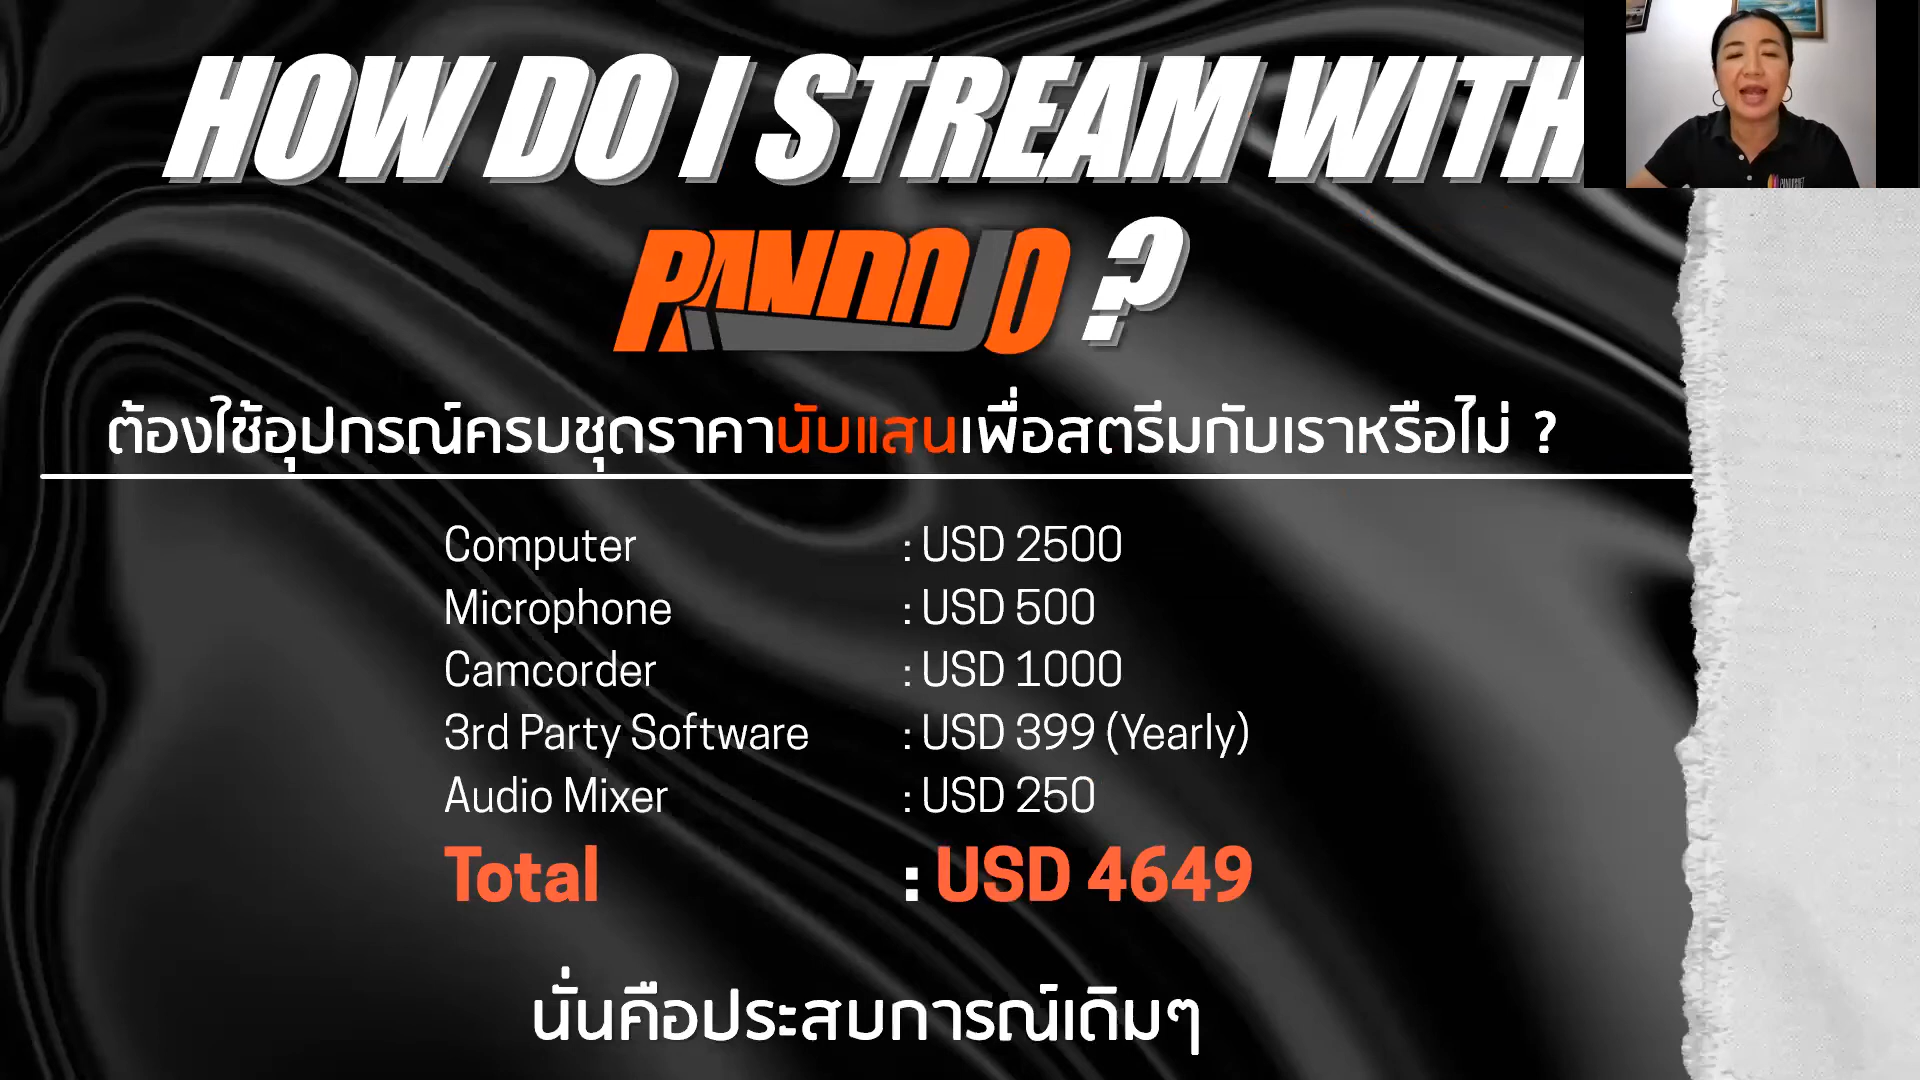 HOW DO I STREAM WITH
PANDOJO ?
ต้องใช้อุปกรณ์ครบชุดราคานับแสนเพื่อสตรีมกับเราหรือไม่ ?
Computer : USD 2500
Microphone : USD 500
Camcorder : USD 1000
3rd Party Software : USD 399 (Yearly)
Audio Mixer : USD 250
Total : USD 4649
นั่นคือประสบการณ์เดิมๆ